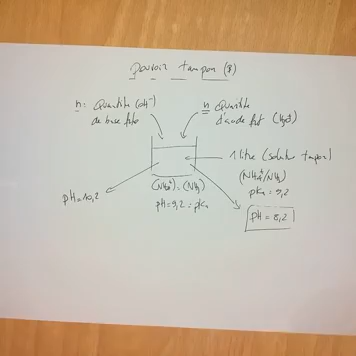 Pouvoir tampon (β)
n: Quantité (OH⁻)
de base forte
n Quantité
d'acide fort (H₃O⁺)
1 litre (solution tampon)
(NH₄⁺/NH₃)
pKa = 9,2
(NH₄⁺) = (NH₃)
pH = 9,2 = pKa
pH = 10,2
pH = 8,2